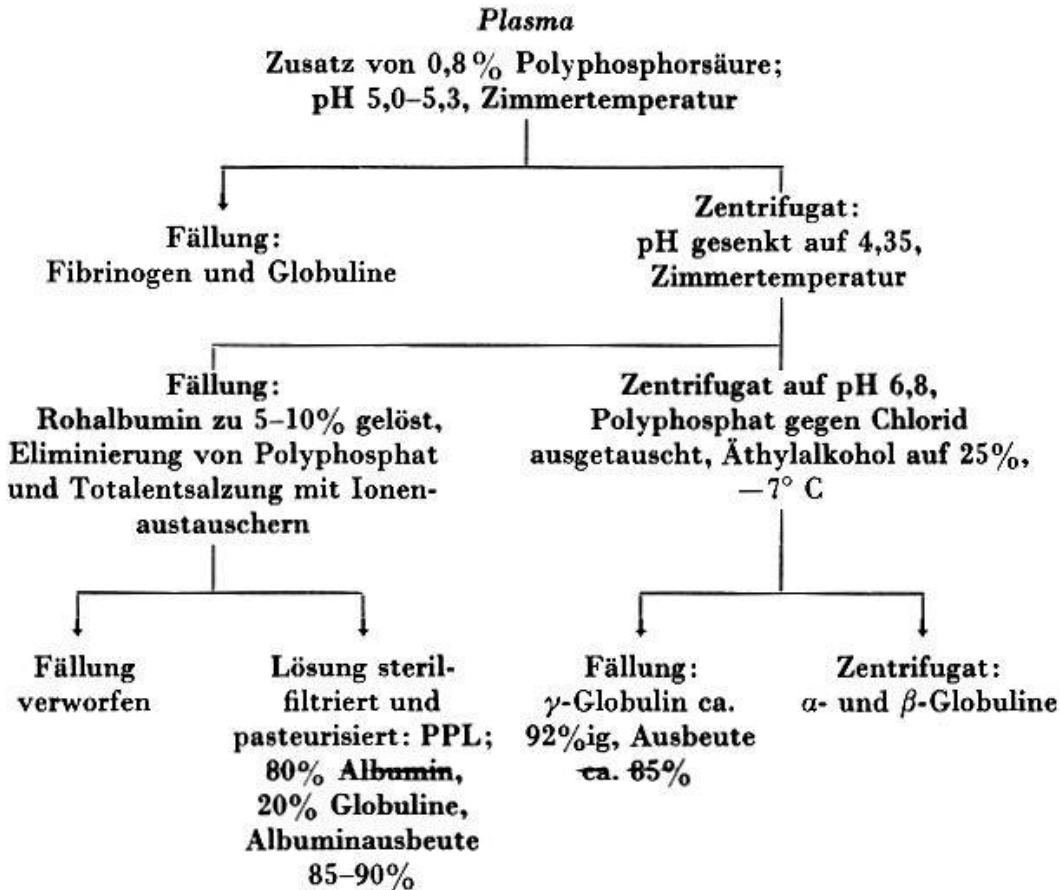 Plasma
Zusatz von 0,8% Polyphosphorsäure;
pH 5,0–5,3, Zimmertemperatur
Fällung:
Fibrinogen und Globuline
Zentrifugat:
pH gesenkt auf 4,35,
Zimmertemperatur
Fällung:
Rohalbumin zu 5–10% gelöst,
Eliminierung von Polyphosphat
und Totalentsalzung mit Ionen-
austauschern
Zentrifugat auf pH 6,8,
Polyphosphat gegen Chlorid
ausgetauscht, Äthylalkohol auf 25%,
—7° C
Fällung
verworfen
Lösung steril-
filtriert und
pasteurisiert: PPL;
80% Albumin,
20% Globuline,
Albuminausbeute
85–90%
Fällung:
γ-Globulin ca.
92%ig, Ausbeute
ca. 85%
Zentrifugat:
α- und β-Globuline